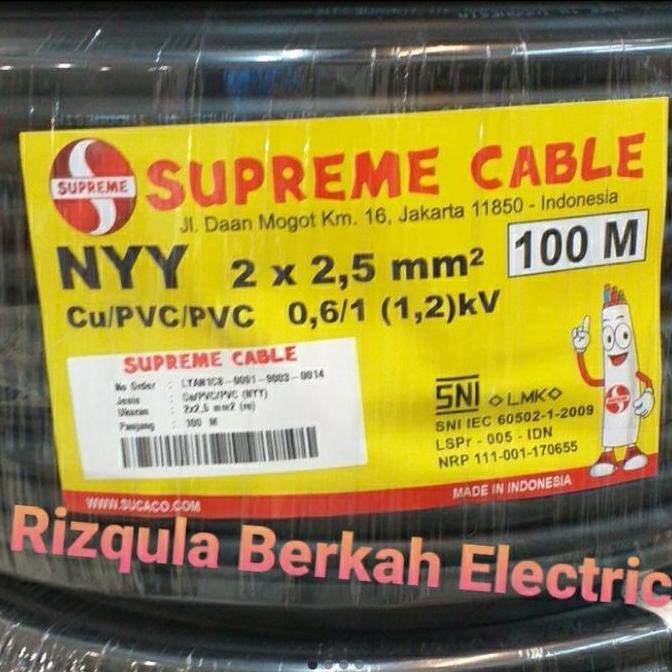 SUPREME
SUPREME CABLE
Jl. Daan Mogot Km. 16, Jakarta 11850 - Indonesia
NYY 2 x 2,5 mm² 100 M
Cu/PVC/PVC 0,6/1 (1,2)kV
SUPREME CABLE
No Order : LYAN1C8-0001-9003-0014
Jenis : Cu/PVC/PVC (NYY)
Ukuran : 2x2,5 mm2 (re)
Panjang : 100 M
SNI LMK
SNI IEC 60502-1-2009
LSPr - 005 - IDN
NRP 111-001-170655
WWW.SUCACO.COM
MADE IN INDONESIA
Rizqula Berkah Electric